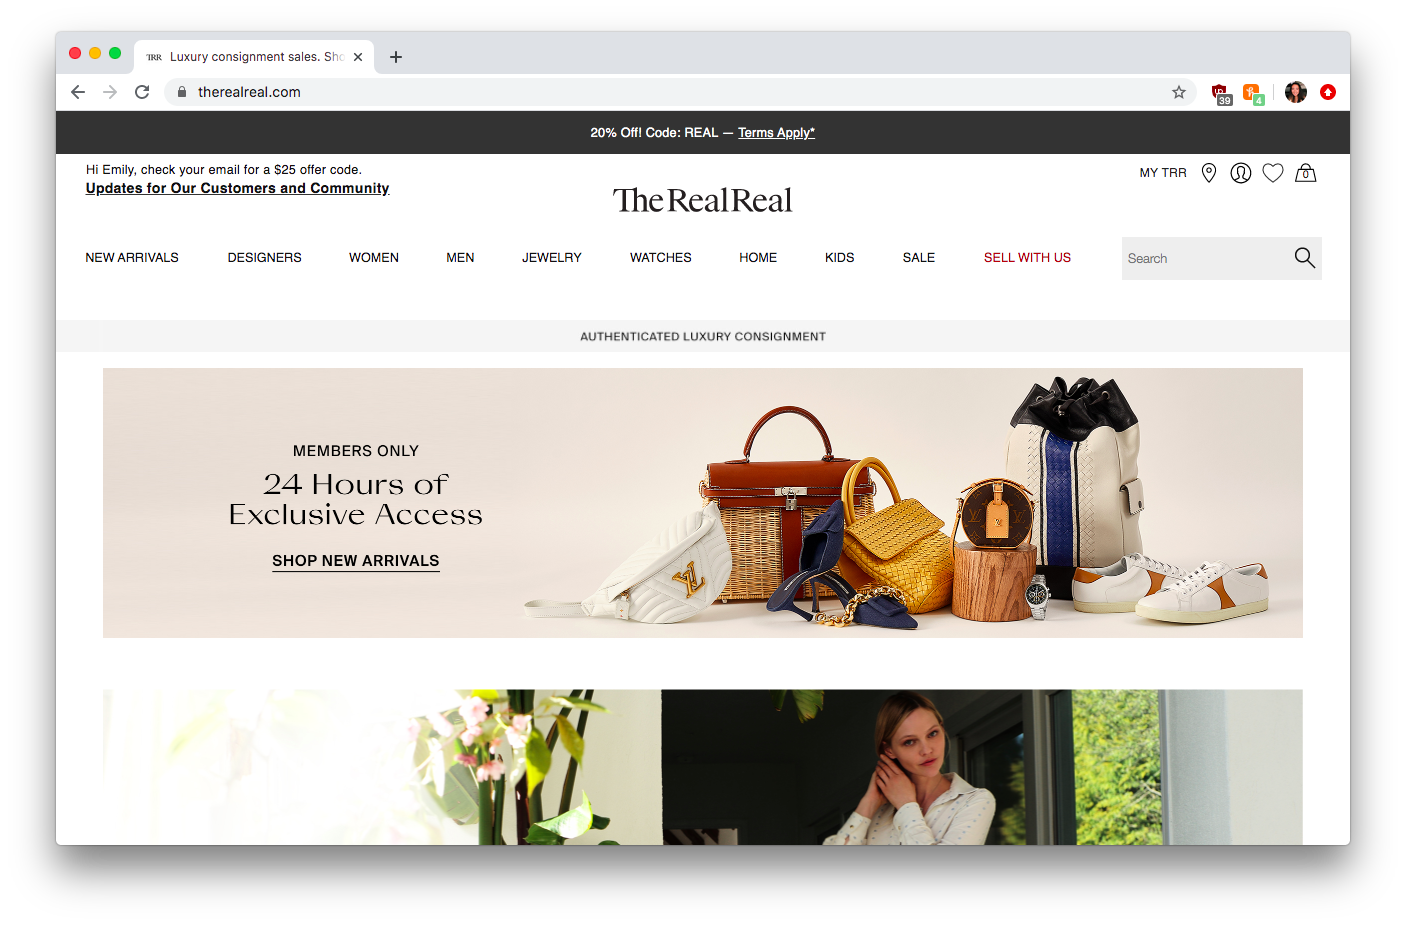 TRR Luxury consignment sales. Sho
therealreal.com
39
4
20% Off! Code: REAL — Terms Apply*
Hi Emily, check your email for a $25 offer code.
Updates for Our Customers and Community
MY TRR
0
The RealReal
NEW ARRIVALS
DESIGNERS
WOMEN
MEN
JEWELRY
WATCHES
HOME
KIDS
SALE
SELL WITH US
Search
AUTHENTICATED LUXURY CONSIGNMENT
MEMBERS ONLY
24 Hours of
Exclusive Access
SHOP NEW ARRIVALS